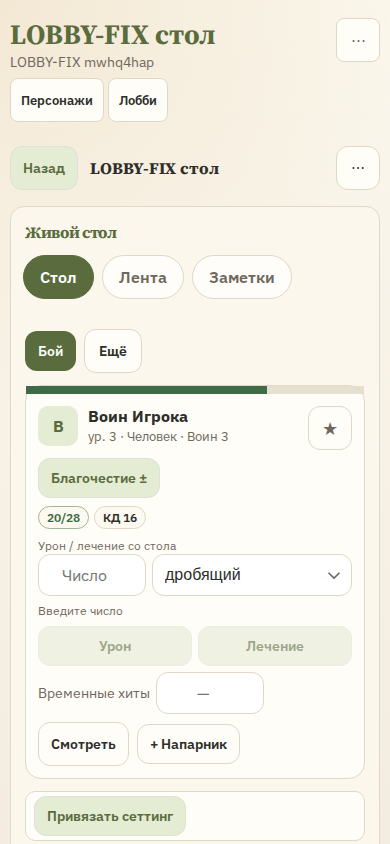 LOBBY-FIX стол
...
LOBBY-FIX mwhq4hap
Персонажи Лобби
Назад LOBBY-FIX стол ...
Живой стол
Стол Лента Заметки
Бой Ещё
В Воин Игрока
ур. 3 · Человек · Воин 3
★
Благочестие ±
20/28 КД 16
Урон / лечение со стола
Число дробящий
Введите число
Урон Лечение
Временные хиты —
Смотреть + Напарник
Привязать сеттинг